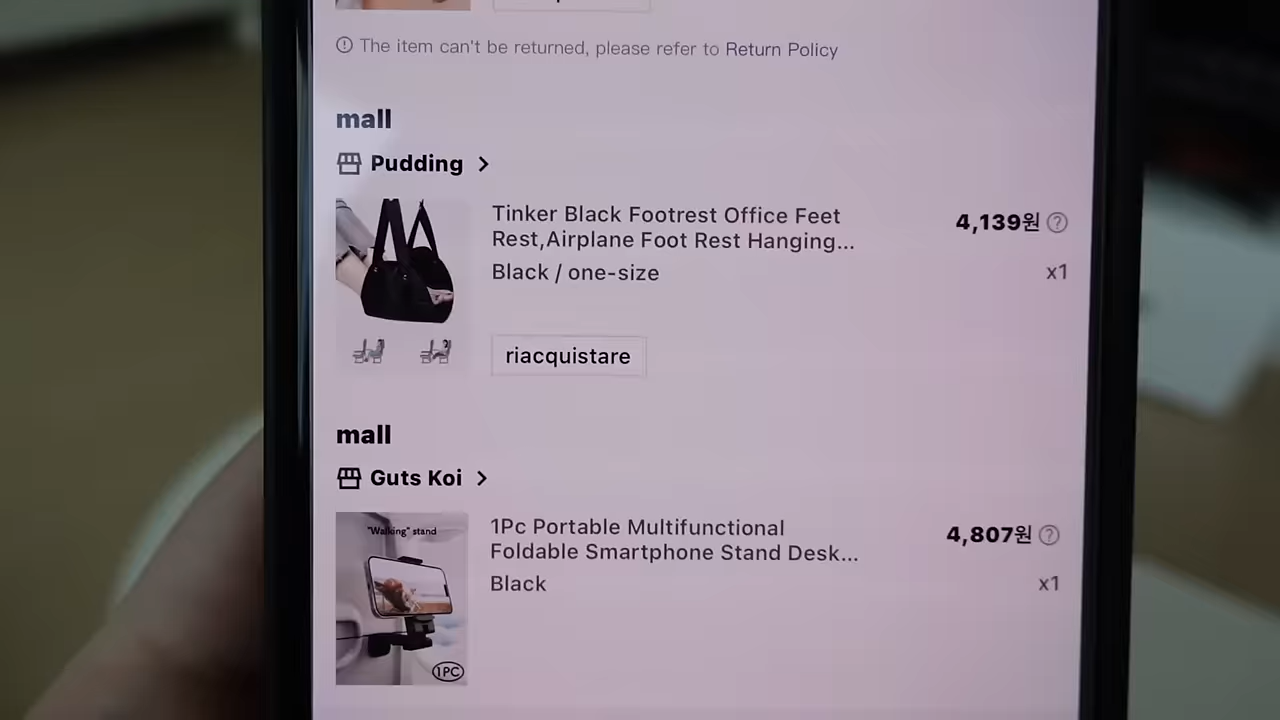 The item can't be returned, please refer to Return Policy
mall
Pudding
Tinker Black Footrest Office Feet
Rest,Airplane Foot Rest Hanging...
4,139원
Black / one-size
x1
riacquistare
mall
Guts Koi
"Walking" stand
1PC
1Pc Portable Multifunctional
Foldable Smartphone Stand Desk...
4,807원
Black
x1